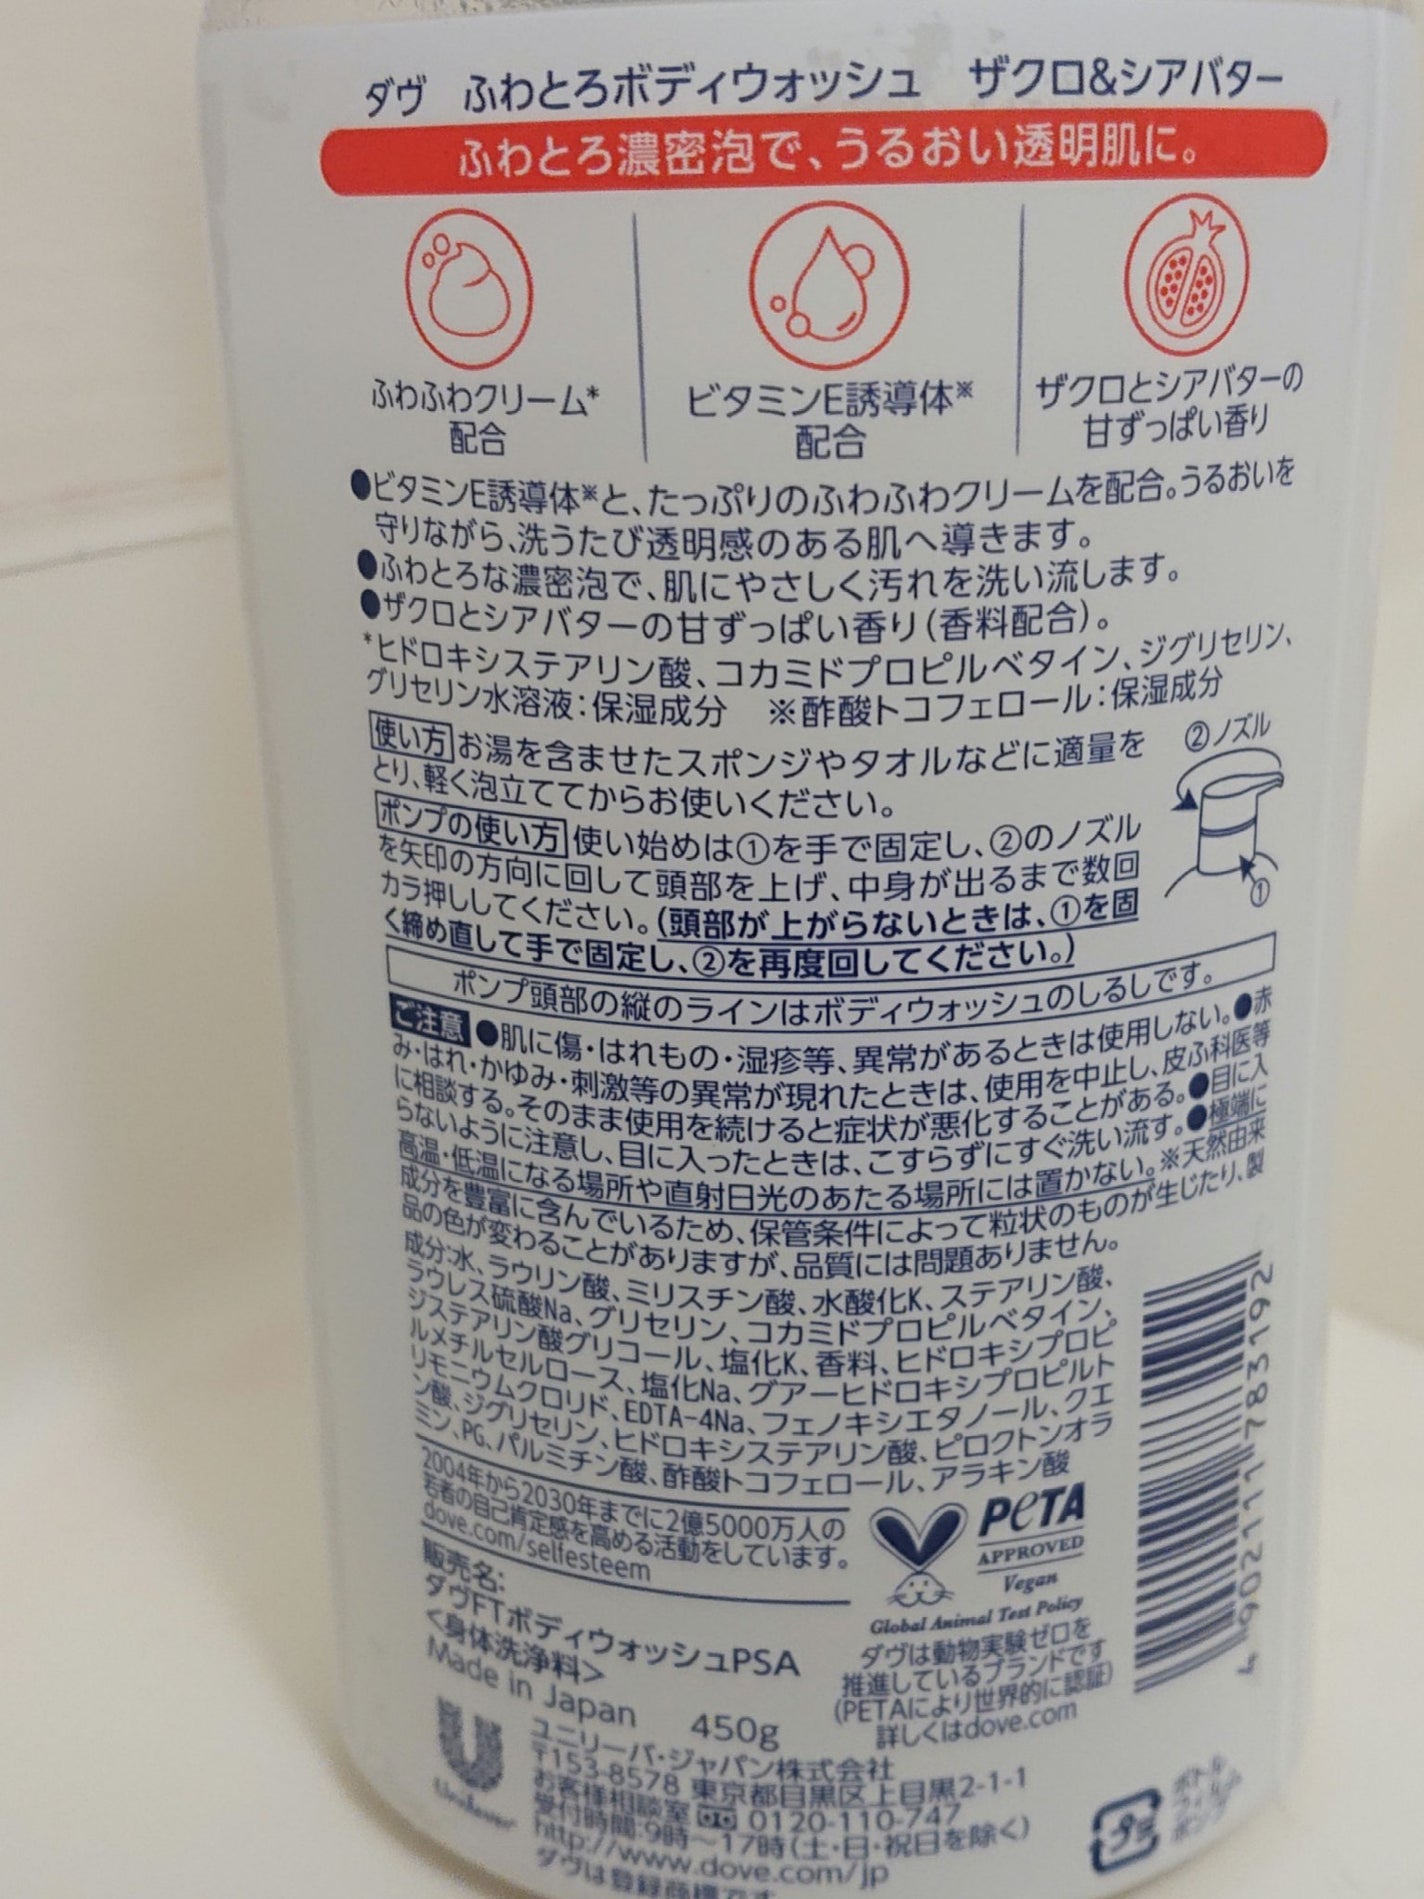 ダヴ ふわとろボディウォッシュ ザクロ&シアバター
ふわとろ濃密泡で、うるおい透明肌に。
ふわふわクリーム*
配合
ビタミンE誘導体※
配合
ザクロとシアバターの
甘ずっぱい香り
●ビタミンE誘導体※と、たっぷりのふわふわクリームを配合。うるおいを
守りながら、洗うたび透明感のある肌へ導きます。
●ふわとろな濃密泡で、肌にやさしく汚れを洗い流します。
●ザクロとシアバターの甘ずっぱい香り(香料配合)。
*ヒドロキシステアリン酸、コカミドプロピルベタイン、ジグリセリン、
グリセリン水溶液:保湿成分 ※酢酸トコフェロール:保湿成分
使い方 お湯を含ませたスポンジやタオルなどに適量を
とり、軽く泡立ててからお使いください。
ポンプの使い方 使い始めは①を手で固定し、②のノズル
を矢印の方向に回して頭部を上げ、中身が出るまで数回
カラ押ししてください。(頭部が上がらないときは、①を固
く締め直して手で固定し、②を再度回してください。)
②ノズル
①
ポンプ頭部の縦のラインはボディウォッシュのしるしです。
ご注意 ●肌に傷・はれもの・湿疹等、異常があるときは使用しない。●赤
み・はれ・かゆみ・刺激等の異常が現れたときは、使用を中止し、皮ふ科医等
に相談する。そのまま使用を続けると症状が悪化することがある。●目に入
らないように注意し、目に入ったときは、こすらずにすぐ洗い流す。●極端に
高温・低温になる場所や直射日光のあたる場所には置かない。※天然由来
成分を豊富に含んでいるため、保管条件によって粒状のものが生じたり、製
品の色が変わることがありますが、品質には問題ありません。
成分:水、ラウリン酸、ミリスチン酸、水酸化K、ステアリン酸、
ラウレス硫酸Na、グリセリン、コカミドプロピルベタイン、
ジステアリン酸グリコール、塩化K、香料、ヒドロキシプロピ
ルメチルセルロース、塩化Na、グアーヒドロキシプロピルト
リモニウムクロリド、EDTA-4Na、フェノキシエタノール、クエ
ン酸、ジグリセリン、ヒドロキシステアリン酸、ピロクトンオラ
ミン、PG、パルミチン酸、酢酸トコフェロール、アラキン酸
4902111783192
2004年から2030年までに2億5000万人の
若者の自己肯定感を高める活動をしています。
dove.com/selfesteem
PETA
APPROVED
Vegan
Global Animal Test Policy
ダヴは動物実験ゼロを
推進しているブランドです
(PETAにより世界的に認証)
詳しくはdove.com
販売名:
ダヴFTボディウォッシュPSA
<身体洗浄料>
Made in Japan 450g
Unilever
ユニリーバ・ジャパン株式会社
〒153-8578 東京都目黒区上目黒2-1-1
お客様相談室 0120-110-747
受付時間:9時〜17時(土・日・祝日を除く)
http://www.dove.com/jp
ダヴは登録商標です
プラ
ボトル
フィルム
ポンプ